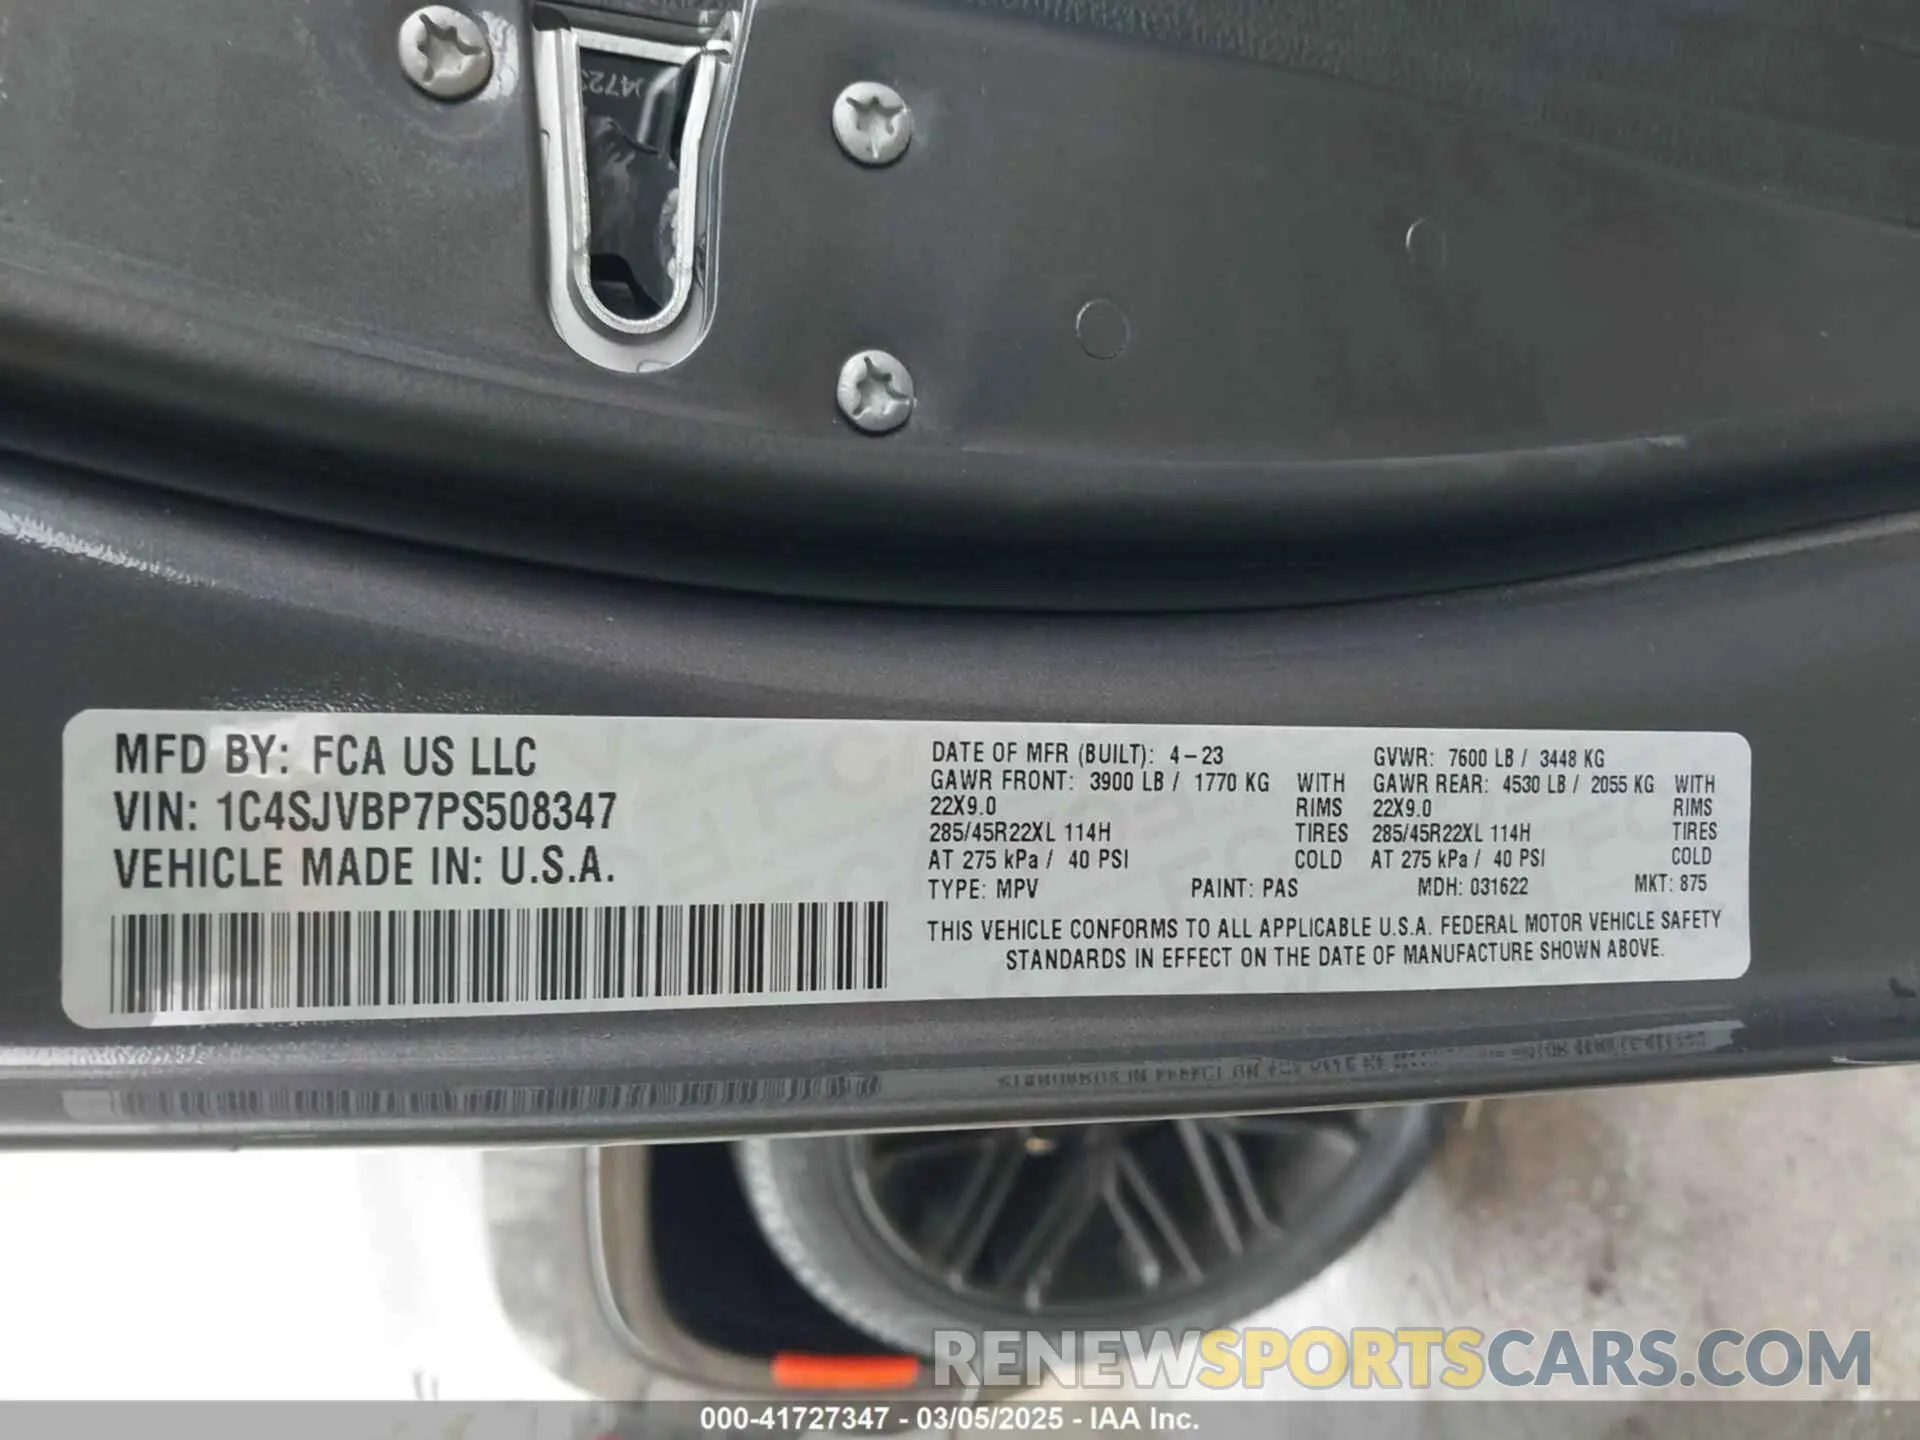 MFD BY: FCA US LLC
VIN: 1C4SJVBP7PS508347
VEHICLE MADE IN: U.S.A.
DATE OF MFR (BUILT): 4-23 GVWR: 7600 LB / 3448 KG
GAWR FRONT: 3900 LB / 1770 KG WITH GAWR REAR: 4530 LB / 2055 KG WITH
22X9.0 RIMS 22X9.0 RIMS
285/45R22XL 114H TIRES 285/45R22XL 114H TIRES
AT 275 kPa / 40 PSI COLD AT 275 kPa / 40 PSI COLD
TYPE: MPV PAINT: PAS MDH: 031622 MKT: 875
THIS VEHICLE CONFORMS TO ALL APPLICABLE U.S.A. FEDERAL MOTOR VEHICLE SAFETY
STANDARDS IN EFFECT ON THE DATE OF MANUFACTURE SHOWN ABOVE.
RENEWSPORTSCARS.COM
000-41727347 - 03/05/2025 - IAA Inc.